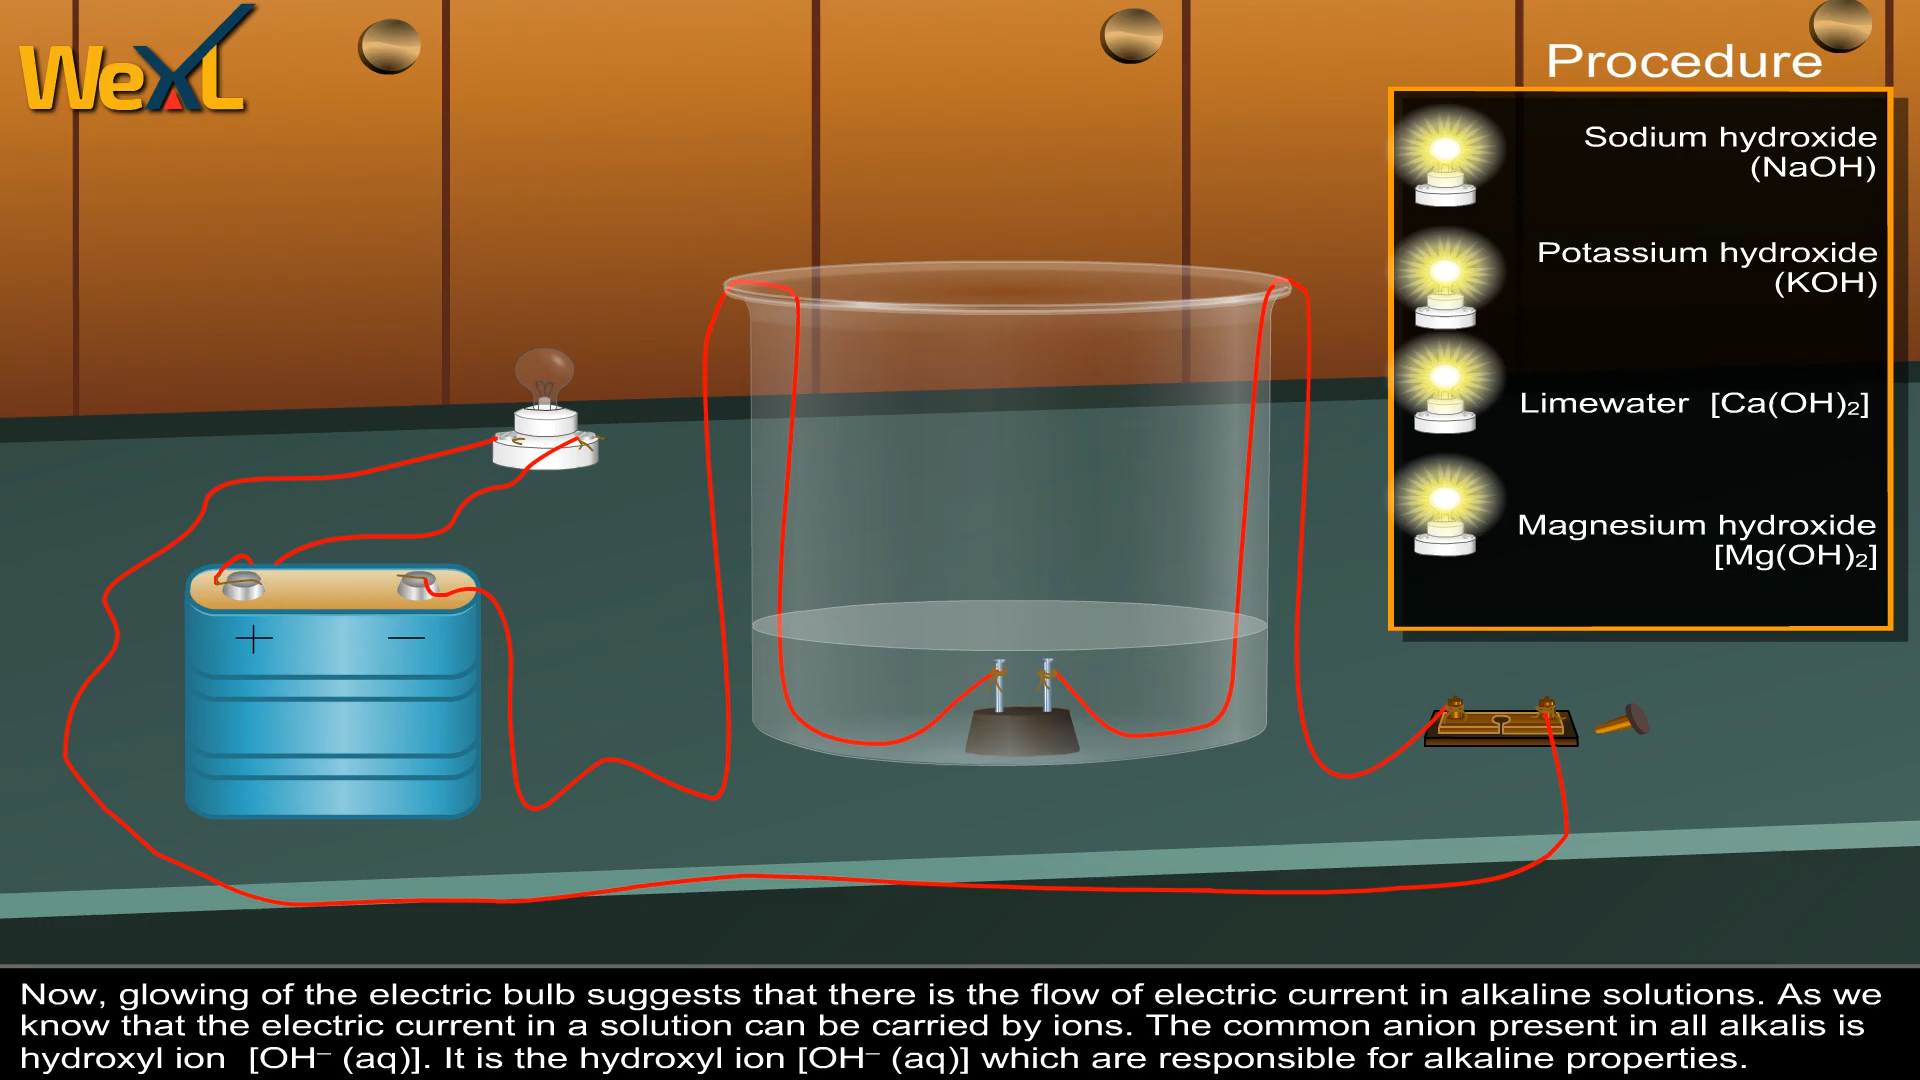 WeXL
Procedure
Sodium hydroxide
(NaOH)
Potassium hydroxide
(KOH)
Limewater [Ca(OH)₂]
Magnesium hydroxide
[Mg(OH)₂]
+ −
Now, glowing of the electric bulb suggests that there is the flow of electric current in alkaline solutions. As we
know that the electric current in a solution can be carried by ions. The common anion present in all alkalis is
hydroxyl ion [OH⁻ (aq)]. It is the hydroxyl ion [OH⁻ (aq)] which are responsible for alkaline properties.